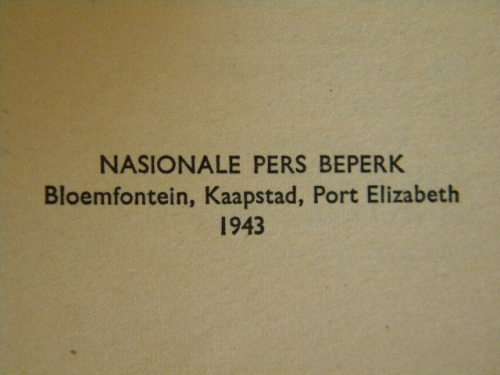 NASIONALE PERS BEPERK
Bloemfontein, Kaapstad, Port Elizabeth
1943